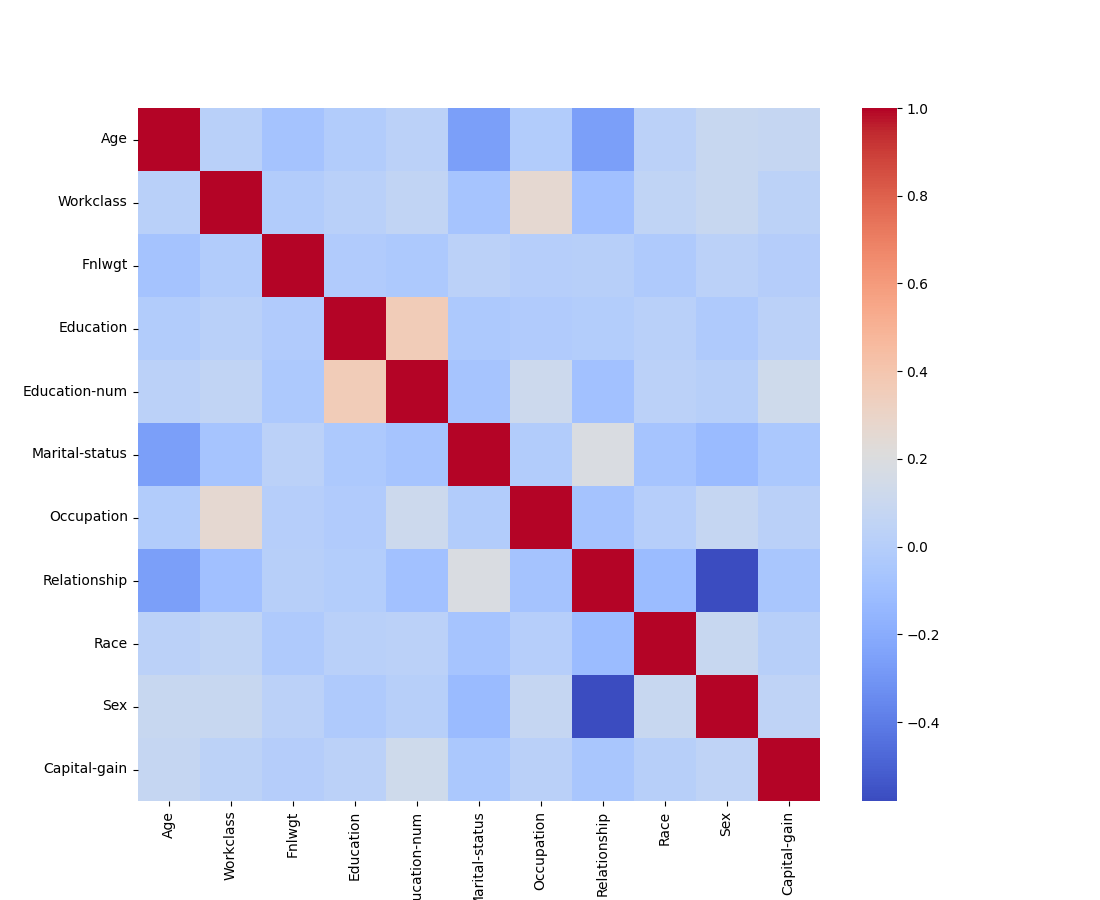 Age
Workclass
Fnlwgt
Education
Education-num
Marital-status
Occupation
Relationship
Race
Sex
Capital-gain
1.0
0.8
0.6
0.4
0.2
0.0
−0.2
−0.4
Age
Workclass
Fnlwgt
Education
ucation-num
Marital-status
Occupation
Relationship
Race
Sex
Capital-gain